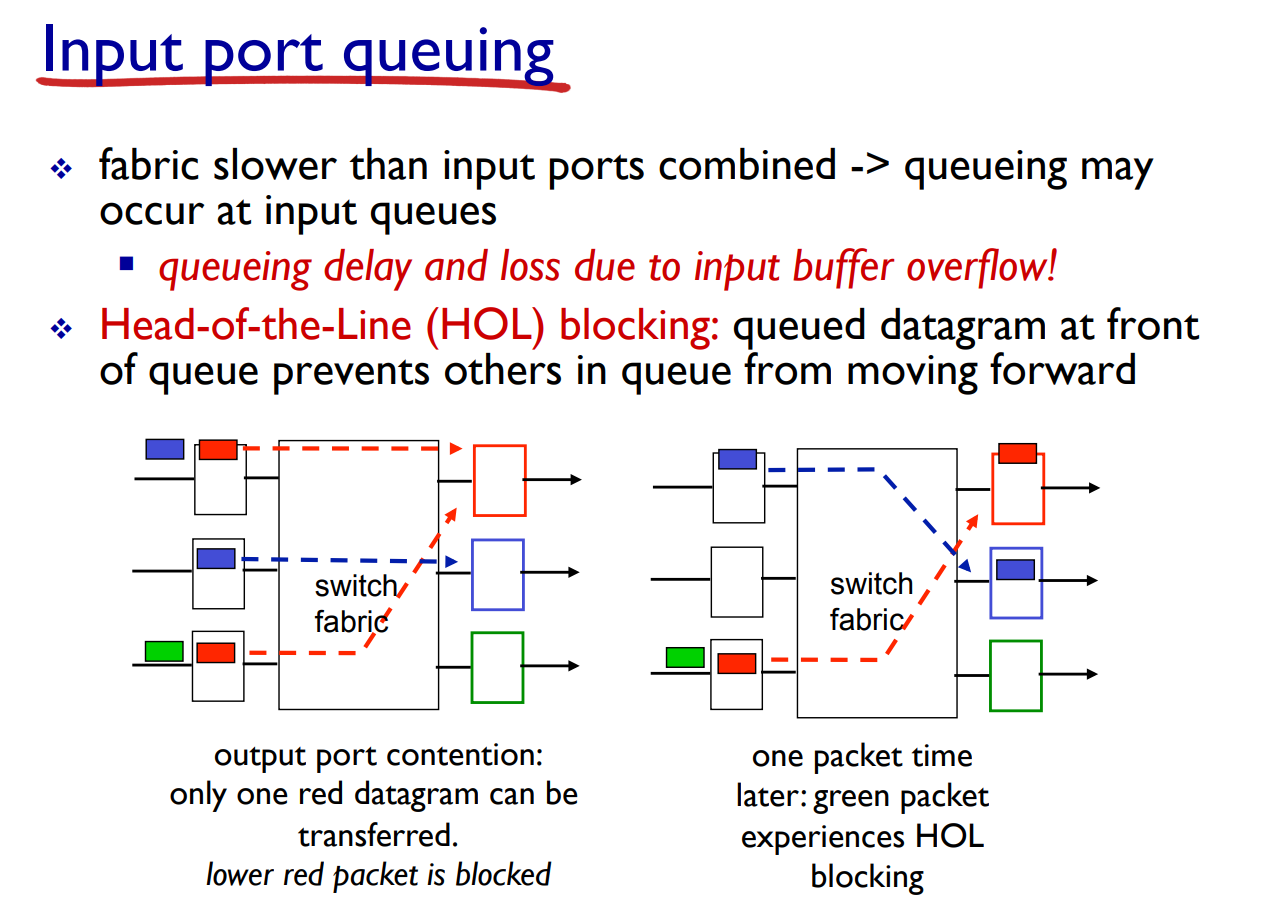 Input port queuing
fabric slower than input ports combined -> queueing may
occur at input queues
queueing delay and loss due to input buffer overflow!
Head-of-the-Line (HOL) blocking: queued datagram at front
of queue prevents others in queue from moving forward
switch
fabric
output port contention:
only one red datagram can be
transferred.
lower red packet is blocked
switch
fabric
one packet time
later: green packet
experiences HOL
blocking